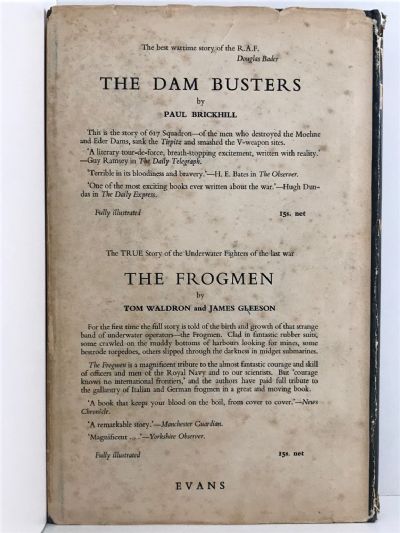 The best wartime story of the R.A.F.
Douglas Bader
THE DAM BUSTERS
by
PAUL BRICKHILL
This is the story of 617 Squadron—of the men who destroyed the Moehne
and Eder Dams, sank the Tirpitz and smashed the V-weapon sites.
'A literary tour-de-force, breath-stopping excitement, written with reality.'
—Guy Ramsey in The Daily Telegraph.
'Terrible in its bloodiness and bravery.'—H. E. Bates in The Observer.
'One of the most exciting books ever written about the war.'—Hugh Dun-
das in The Daily Express.
Fully illustrated 15s. net
The TRUE Story of the Underwater Fighters of the last war
THE FROGMEN
by
TOM WALDRON and JAMES GLEESON
For the first time the full story is told of the birth and growth of that strange
band of underwater operators—the Frogmen. Clad in fantastic rubber suits,
some crawled on the muddy bottoms of harbours looking for mines, some
bestrode torpedoes, others slipped through the darkness in midget submarines.
The Frogmen is a magnificent tribute to the almost fantastic courage and skill
of officers and men of the Royal Navy and to our scientists. But 'courage
knows no international frontiers,' and the authors have paid full tribute to
the gallantry of Italian and German frogmen in a great and moving book.
'A book that keeps your blood on the boil, from cover to cover.'—News
Chronicle.
'A remarkable story.'—Manchester Guardian.
'Magnificent . . .'—Yorkshire Observer.
Fully illustrated 15s. net
EVANS